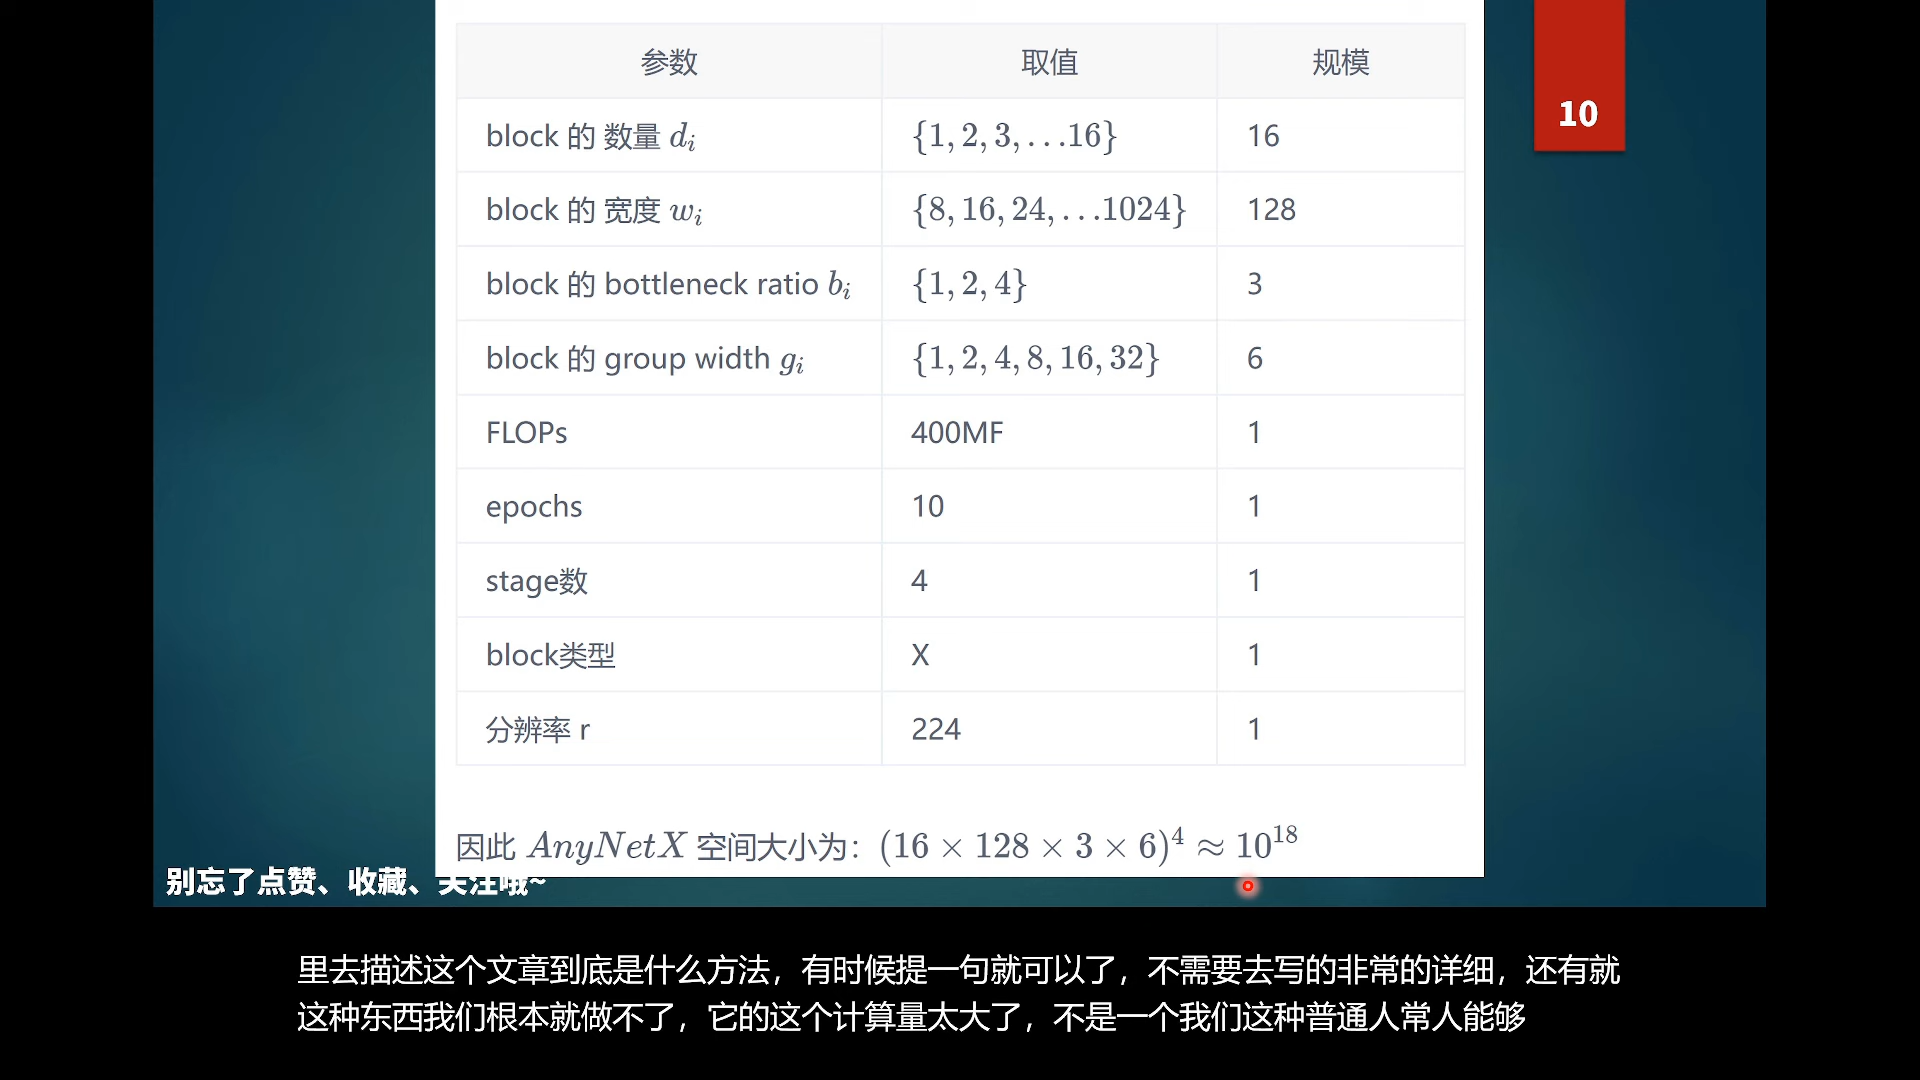 参数 取值 规模
10
block 的 数量 dᵢ {1, 2, 3, …16} 16
block 的 宽度 wᵢ {8, 16, 24, …1024} 128
block 的 bottleneck ratio bᵢ {1, 2, 4} 3
block 的 group width gᵢ {1, 2, 4, 8, 16, 32} 6
FLOPs 400MF 1
epochs 10 1
stage数 4 1
block类型 X 1
分辨率 r 224 1
因此 AnyNetX 空间大小为：(16 × 128 × 3 × 6)⁴ ≈ 10¹⁸
别忘了点赞、收藏、关注哦~
里去描述这个文章到底是什么方法，有时候提一句就可以了，不需要去写的非常的详细，还有就
这种东西我们根本就做不了，它的这个计算量太大了，不是一个我们这种普通人常人能够